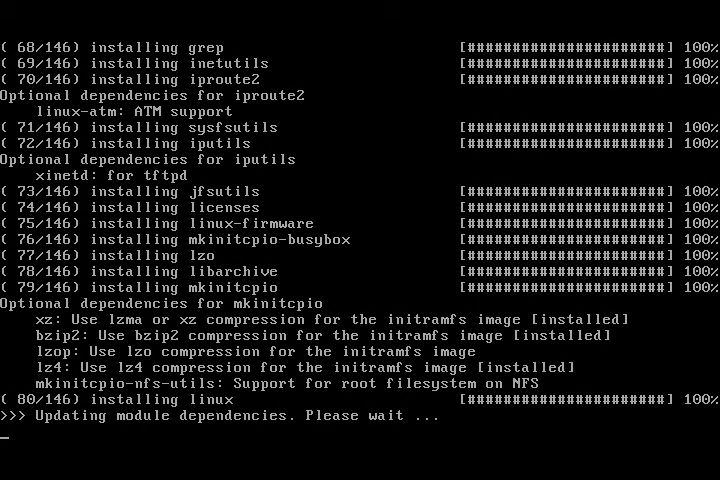 ( 68/146) installing grep                          [######################] 100%
( 69/146) installing inetutils                     [######################] 100%
( 70/146) installing iproute2                      [######################] 100%
Optional dependencies for iproute2
    linux-atm: ATM support
( 71/146) installing sysfsutils                    [######################] 100%
( 72/146) installing iputils                       [######################] 100%
Optional dependencies for iputils
    xinetd: for tftpd
( 73/146) installing jfsutils                      [######################] 100%
( 74/146) installing licenses                      [######################] 100%
( 75/146) installing linux-firmware                [######################] 100%
( 76/146) installing mkinitcpio-busybox            [######################] 100%
( 77/146) installing lzo                           [######################] 100%
( 78/146) installing libarchive                    [######################] 100%
( 79/146) installing mkinitcpio                    [######################] 100%
Optional dependencies for mkinitcpio
    xz: Use lzma or xz compression for the initramfs image [installed]
    bzip2: Use bzip2 compression for the initramfs image [installed]
    lzop: Use lzo compression for the initramfs image
    lz4: Use lz4 compression for the initramfs image [installed]
    mkinitcpio-nfs-utils: Support for root filesystem on NFS
( 80/146) installing linux                         [######################] 100%
>>> Updating module dependencies. Please wait ...
_